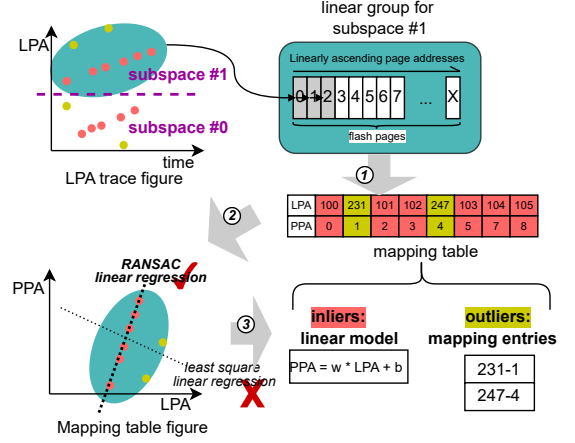 LPA
subspace #1
subspace #0
time
LPA trace figure
linear group for
subspace #1
Linearly ascending page addresses
0 1 2 3 4 5 6 7 ... X
flash pages
1
LPA 100 231 101 102 247 103 104 105
PPA 0 1 2 3 4 5 7 8
mapping table
2
RANSAC
linear regression
PPA
least square
linear regression
LPA
Mapping table figure
3
inliers:
linear model
PPA = w * LPA + b
outliers:
mapping entries
231-1
247-4